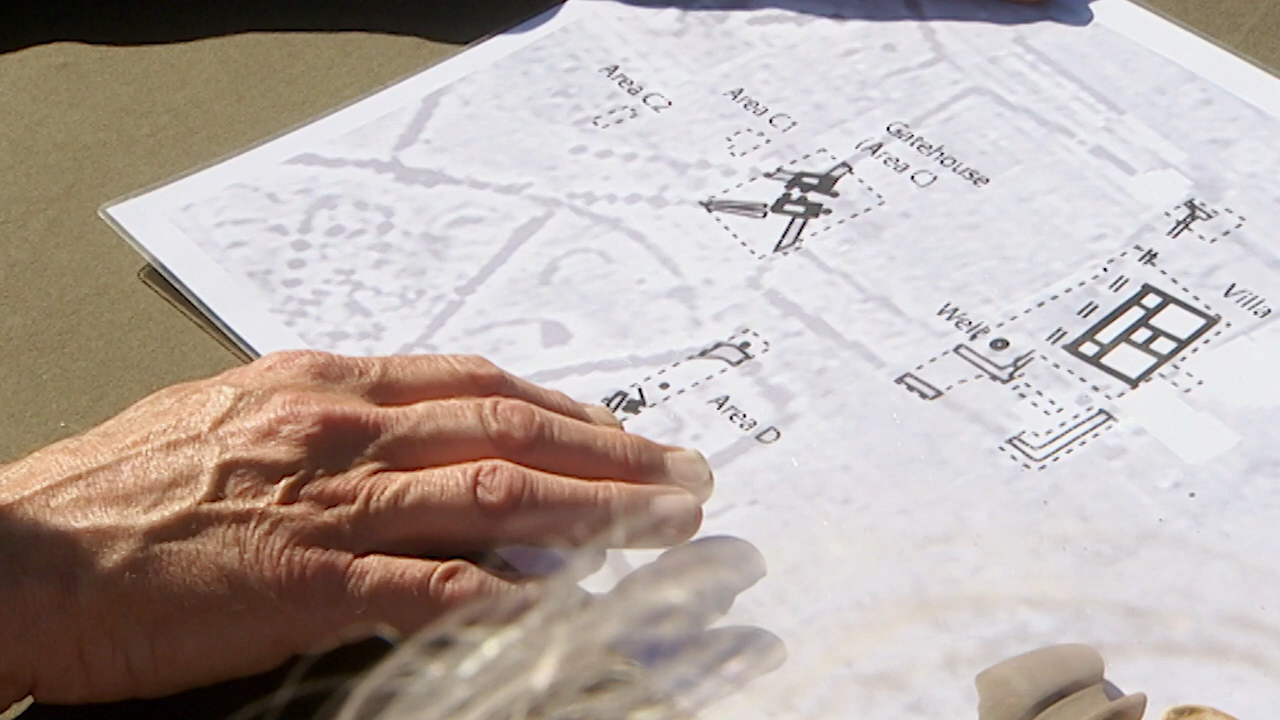 Area C2
Area C1
Gatehouse
(Area C)
Villa
Well
Area D